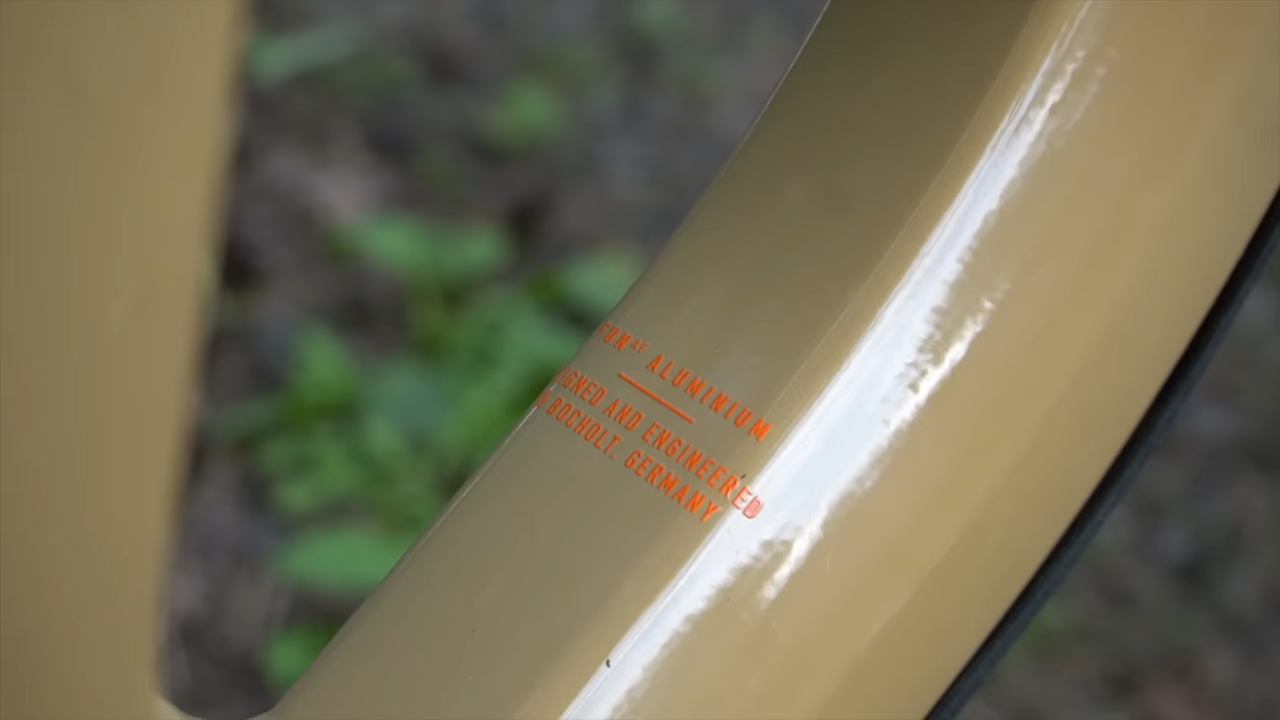 FUN AF ALUMINIUM
AND ENGINEERED
BOCHOLT, GERMANY